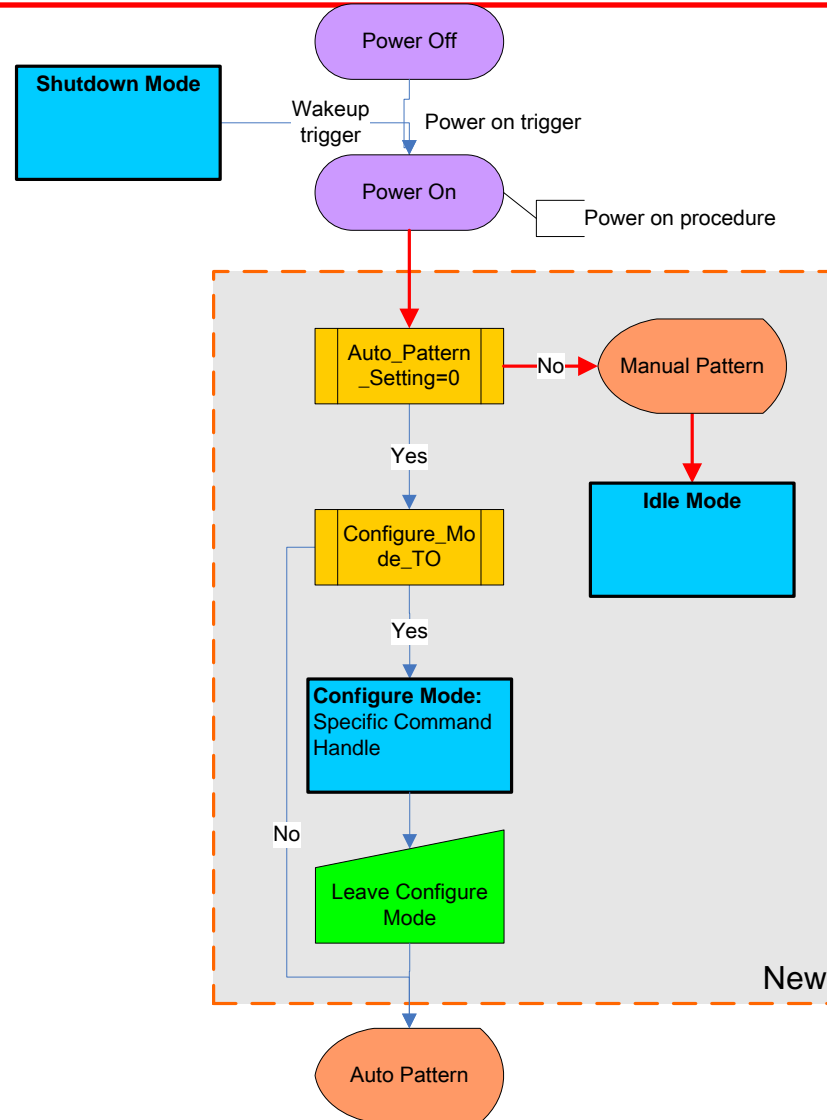 Power Off
Shutdown Mode
Wakeup
trigger
Power on trigger
Power On
Power on procedure
Auto_Pattern
_Setting=0
No
Manual Pattern
Yes
Idle Mode
Configure_Mo
de_TO
Yes
Configure Mode:
Specific Command
Handle
No
Leave Configure
Mode
New
Auto Pattern